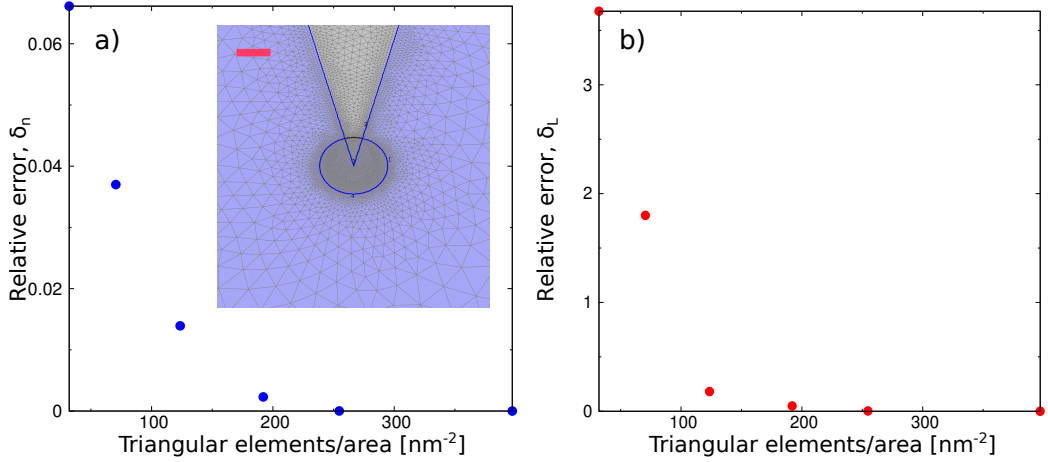 a)
0.06
0.04
0.02
0
100
200
300
Relative error, δn
Triangular elements/area [nm-2]
b)
3
2
1
0
100
200
300
Relative error, δL
Triangular elements/area [nm-2]